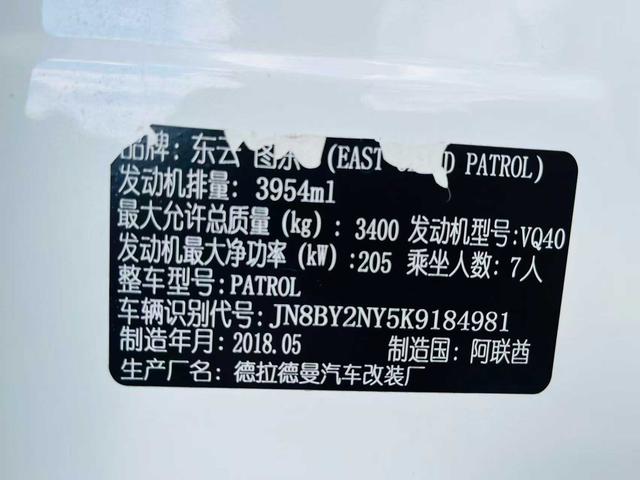 品牌: 东云 图 (EAST PATROL)
发动机排量: 3954ml
最大允许总质量 (kg): 3400 发动机型号:VQ40
发动机最大净功率 (kW):205 乘坐人数: 7人
整车型号:PATROL
车辆识别代号:JN8BY2NY5K9184981
制造年月:2018.05 制造国:阿联酋
生产厂名: 德拉德曼汽车改装厂